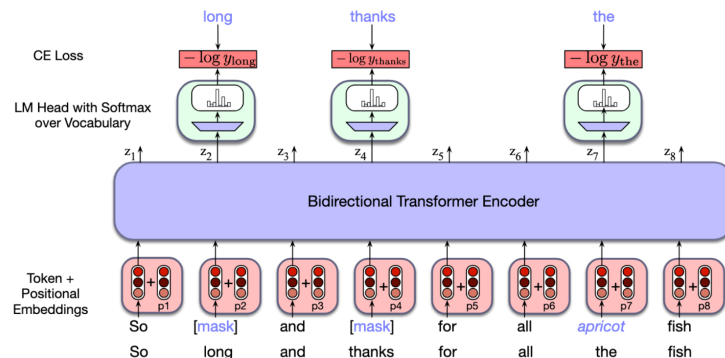 long thanks the
CE Loss − log y_long − log y_thanks − log y_the
LM Head with Softmax
over Vocabulary
z1 z2 z3 z4 z5 z6 z7 z8
Bidirectional Transformer Encoder
Token +
Positional
Embeddings
+ + + + + + + +
p1 p2 p3 p4 p5 p6 p7 p8
So [mask] and [mask] for all apricot fish
So long and thanks for all the fish